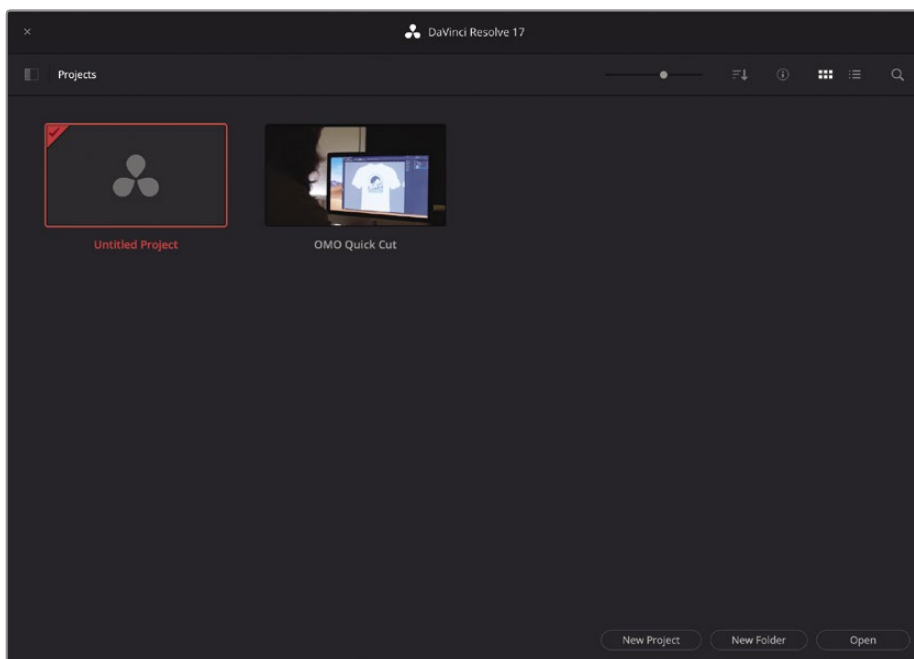 DaVinci Resolve 17
Projects
Untitled Project
OMO Quick Cut
New Project
New Folder
Open